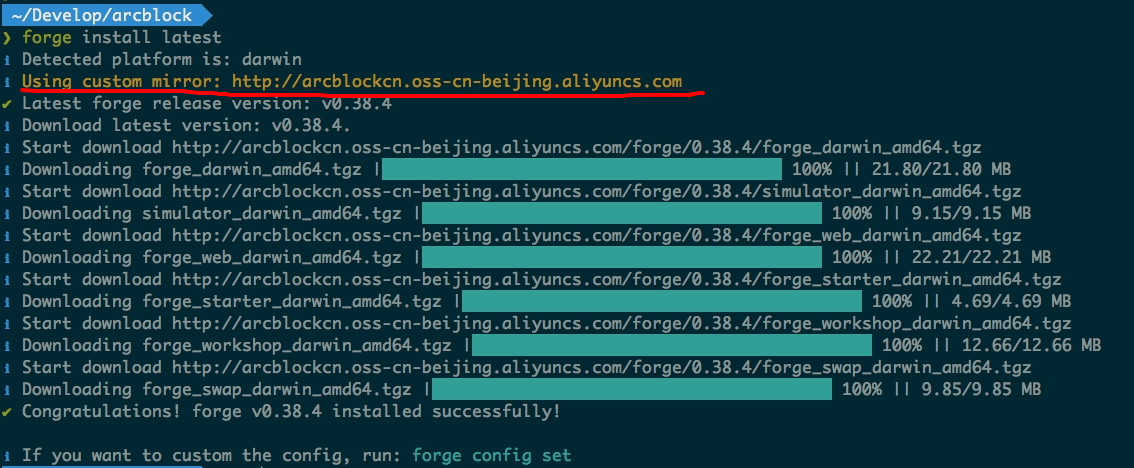 ~/Develop/arcblock
❯ forge install latest
ℹ Detected platform is: darwin
ℹ Using custom mirror: http://arcblockcn.oss-cn-beijing.aliyuncs.com
✔ Latest forge release version: v0.38.4
ℹ Download latest version: v0.38.4.
ℹ Start download http://arcblockcn.oss-cn-beijing.aliyuncs.com/forge/0.38.4/forge_darwin_amd64.tgz
ℹ Downloading forge_darwin_amd64.tgz | 100% || 21.80/21.80 MB
ℹ Start download http://arcblockcn.oss-cn-beijing.aliyuncs.com/forge/0.38.4/simulator_darwin_amd64.tgz
ℹ Downloading simulator_darwin_amd64.tgz | 100% || 9.15/9.15 MB
ℹ Start download http://arcblockcn.oss-cn-beijing.aliyuncs.com/forge/0.38.4/forge_web_darwin_amd64.tgz
ℹ Downloading forge_web_darwin_amd64.tgz | 100% || 22.21/22.21 MB
ℹ Start download http://arcblockcn.oss-cn-beijing.aliyuncs.com/forge/0.38.4/forge_starter_darwin_amd64.tgz
ℹ Downloading forge_starter_darwin_amd64.tgz | 100% || 4.69/4.69 MB
ℹ Start download http://arcblockcn.oss-cn-beijing.aliyuncs.com/forge/0.38.4/forge_workshop_darwin_amd64.tgz
ℹ Downloading forge_workshop_darwin_amd64.tgz | 100% || 12.66/12.66 MB
ℹ Start download http://arcblockcn.oss-cn-beijing.aliyuncs.com/forge/0.38.4/forge_swap_darwin_amd64.tgz
ℹ Downloading forge_swap_darwin_amd64.tgz | 100% || 9.85/9.85 MB
✔ Congratulations! forge v0.38.4 installed successfully!
ℹ If you want to custom the config, run: forge config set